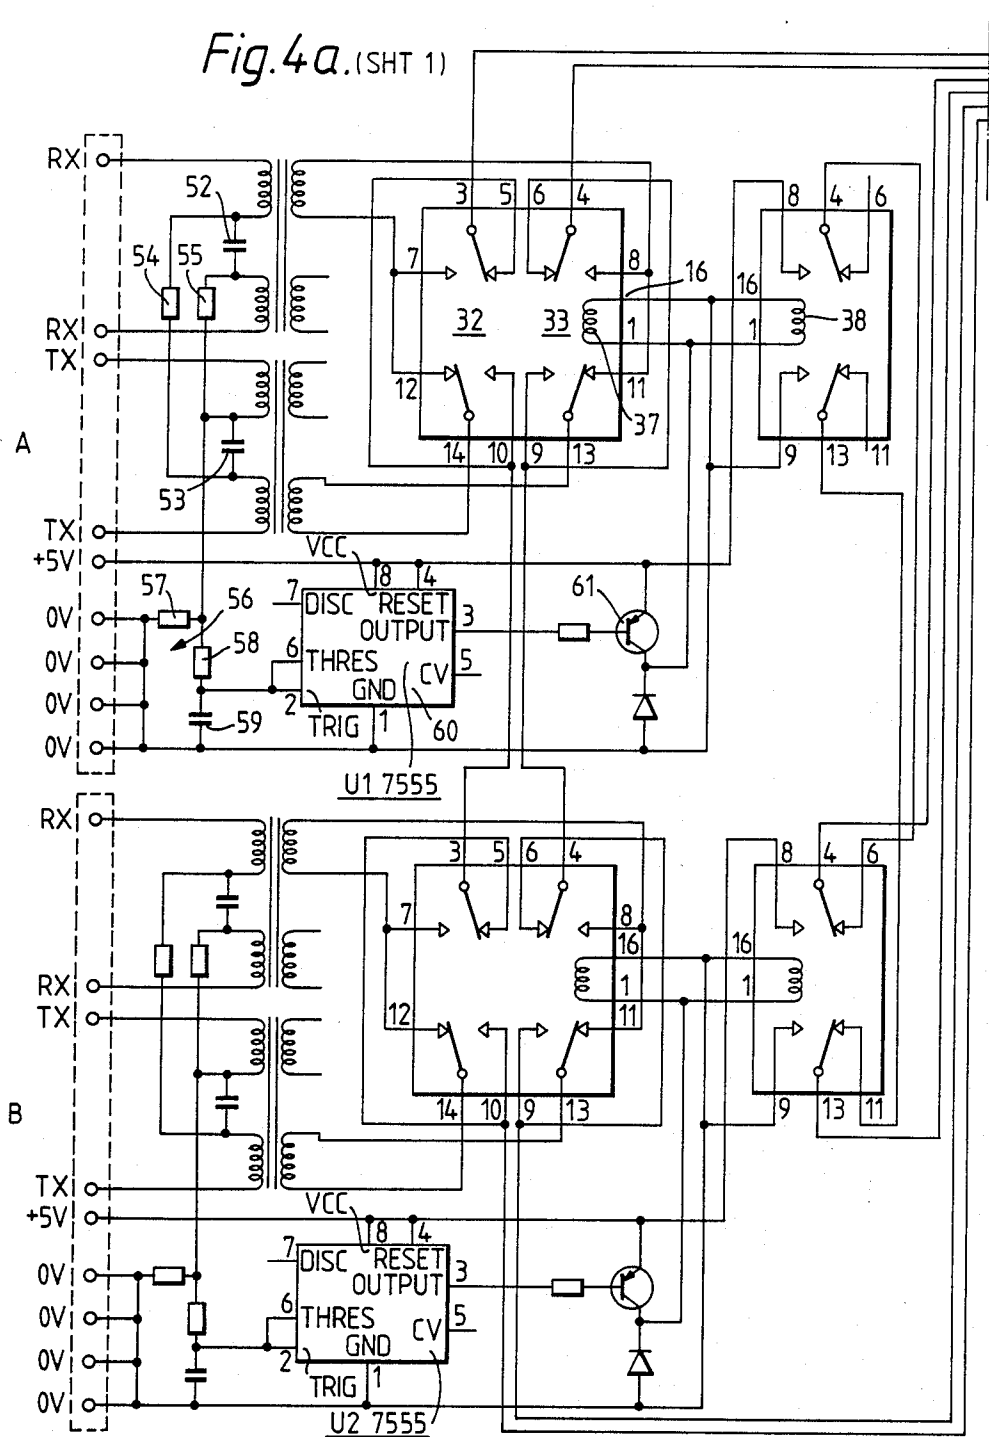 Fig. 4a. (SHT 1)
RX
52
54
55
RX
TX
A
53
TX
+5V
57
56
0V
0V
58
0V
59
0V
3
5
6
4
7
8
16
32
33
1
12
11
37
14
10
9
13
8
4
6
16
1
38
9
13
11
VCC
7
8
4
DISC
RESET
OUTPUT
3
6
THRES
CV
5
GND
2
TRIG
1
60
61
U1 7555
RX
RX
TX
B
TX
+5V
0V
0V
0V
0V
3
5
6
4
7
8
16
1
12
11
14
10
9
13
8
4
6
16
1
9
13
11
VCC
7
8
4
DISC
RESET
OUTPUT
3
6
THRES
CV
5
GND
2
TRIG
1
U2 7555